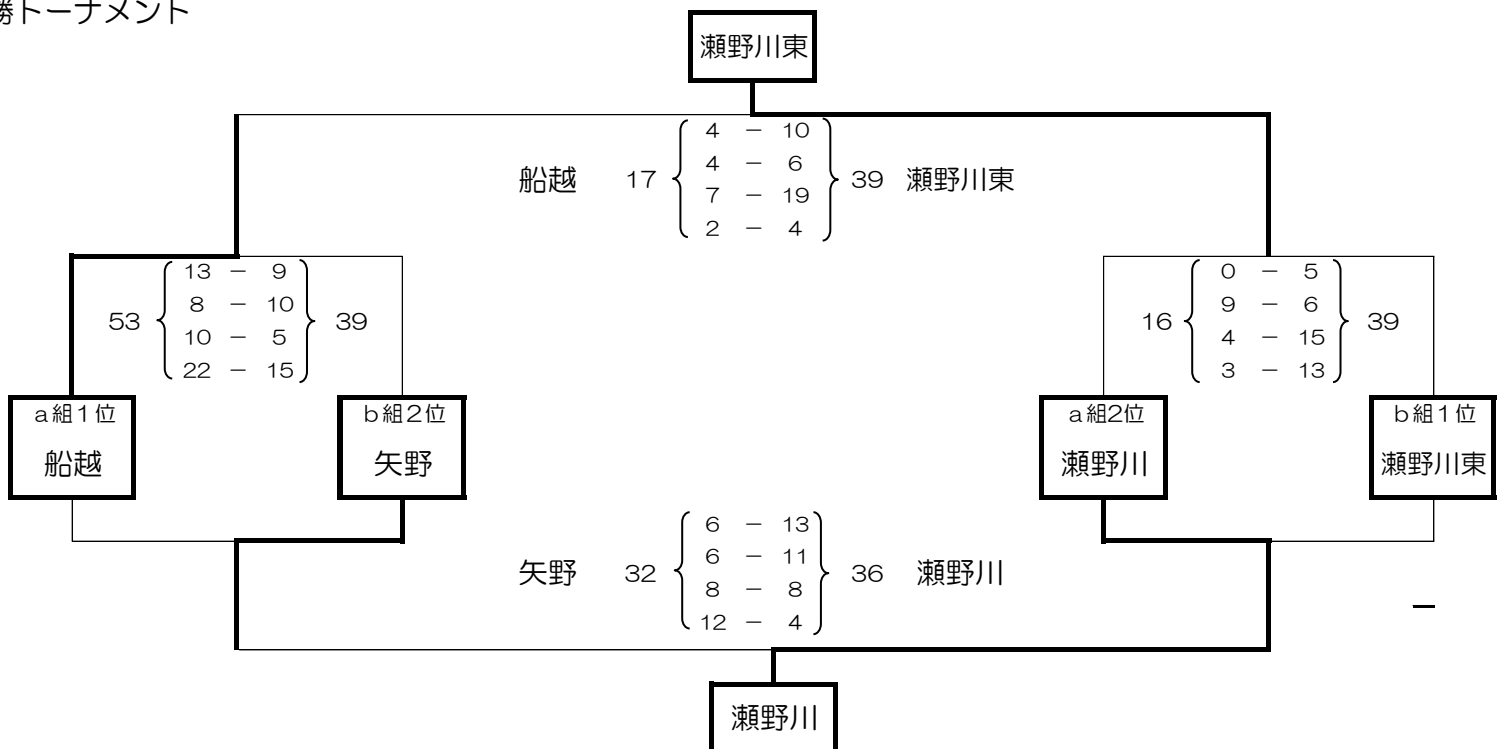 勝トーナメント
瀬野川東
船越 17 4 － 10 39 瀬野川東
4 － 6
7 － 19
2 － 4
53 13 － 9 39
8 － 10
10 － 5
22 － 15
16 0 － 5 39
9 － 6
4 － 15
3 － 13
a組1位
船越
b組2位
矢野
a組2位
瀬野川
b組1位
瀬野川東
矢野 32 6 － 13 36 瀬野川
6 － 11
8 － 8
12 － 4
－
瀬野川